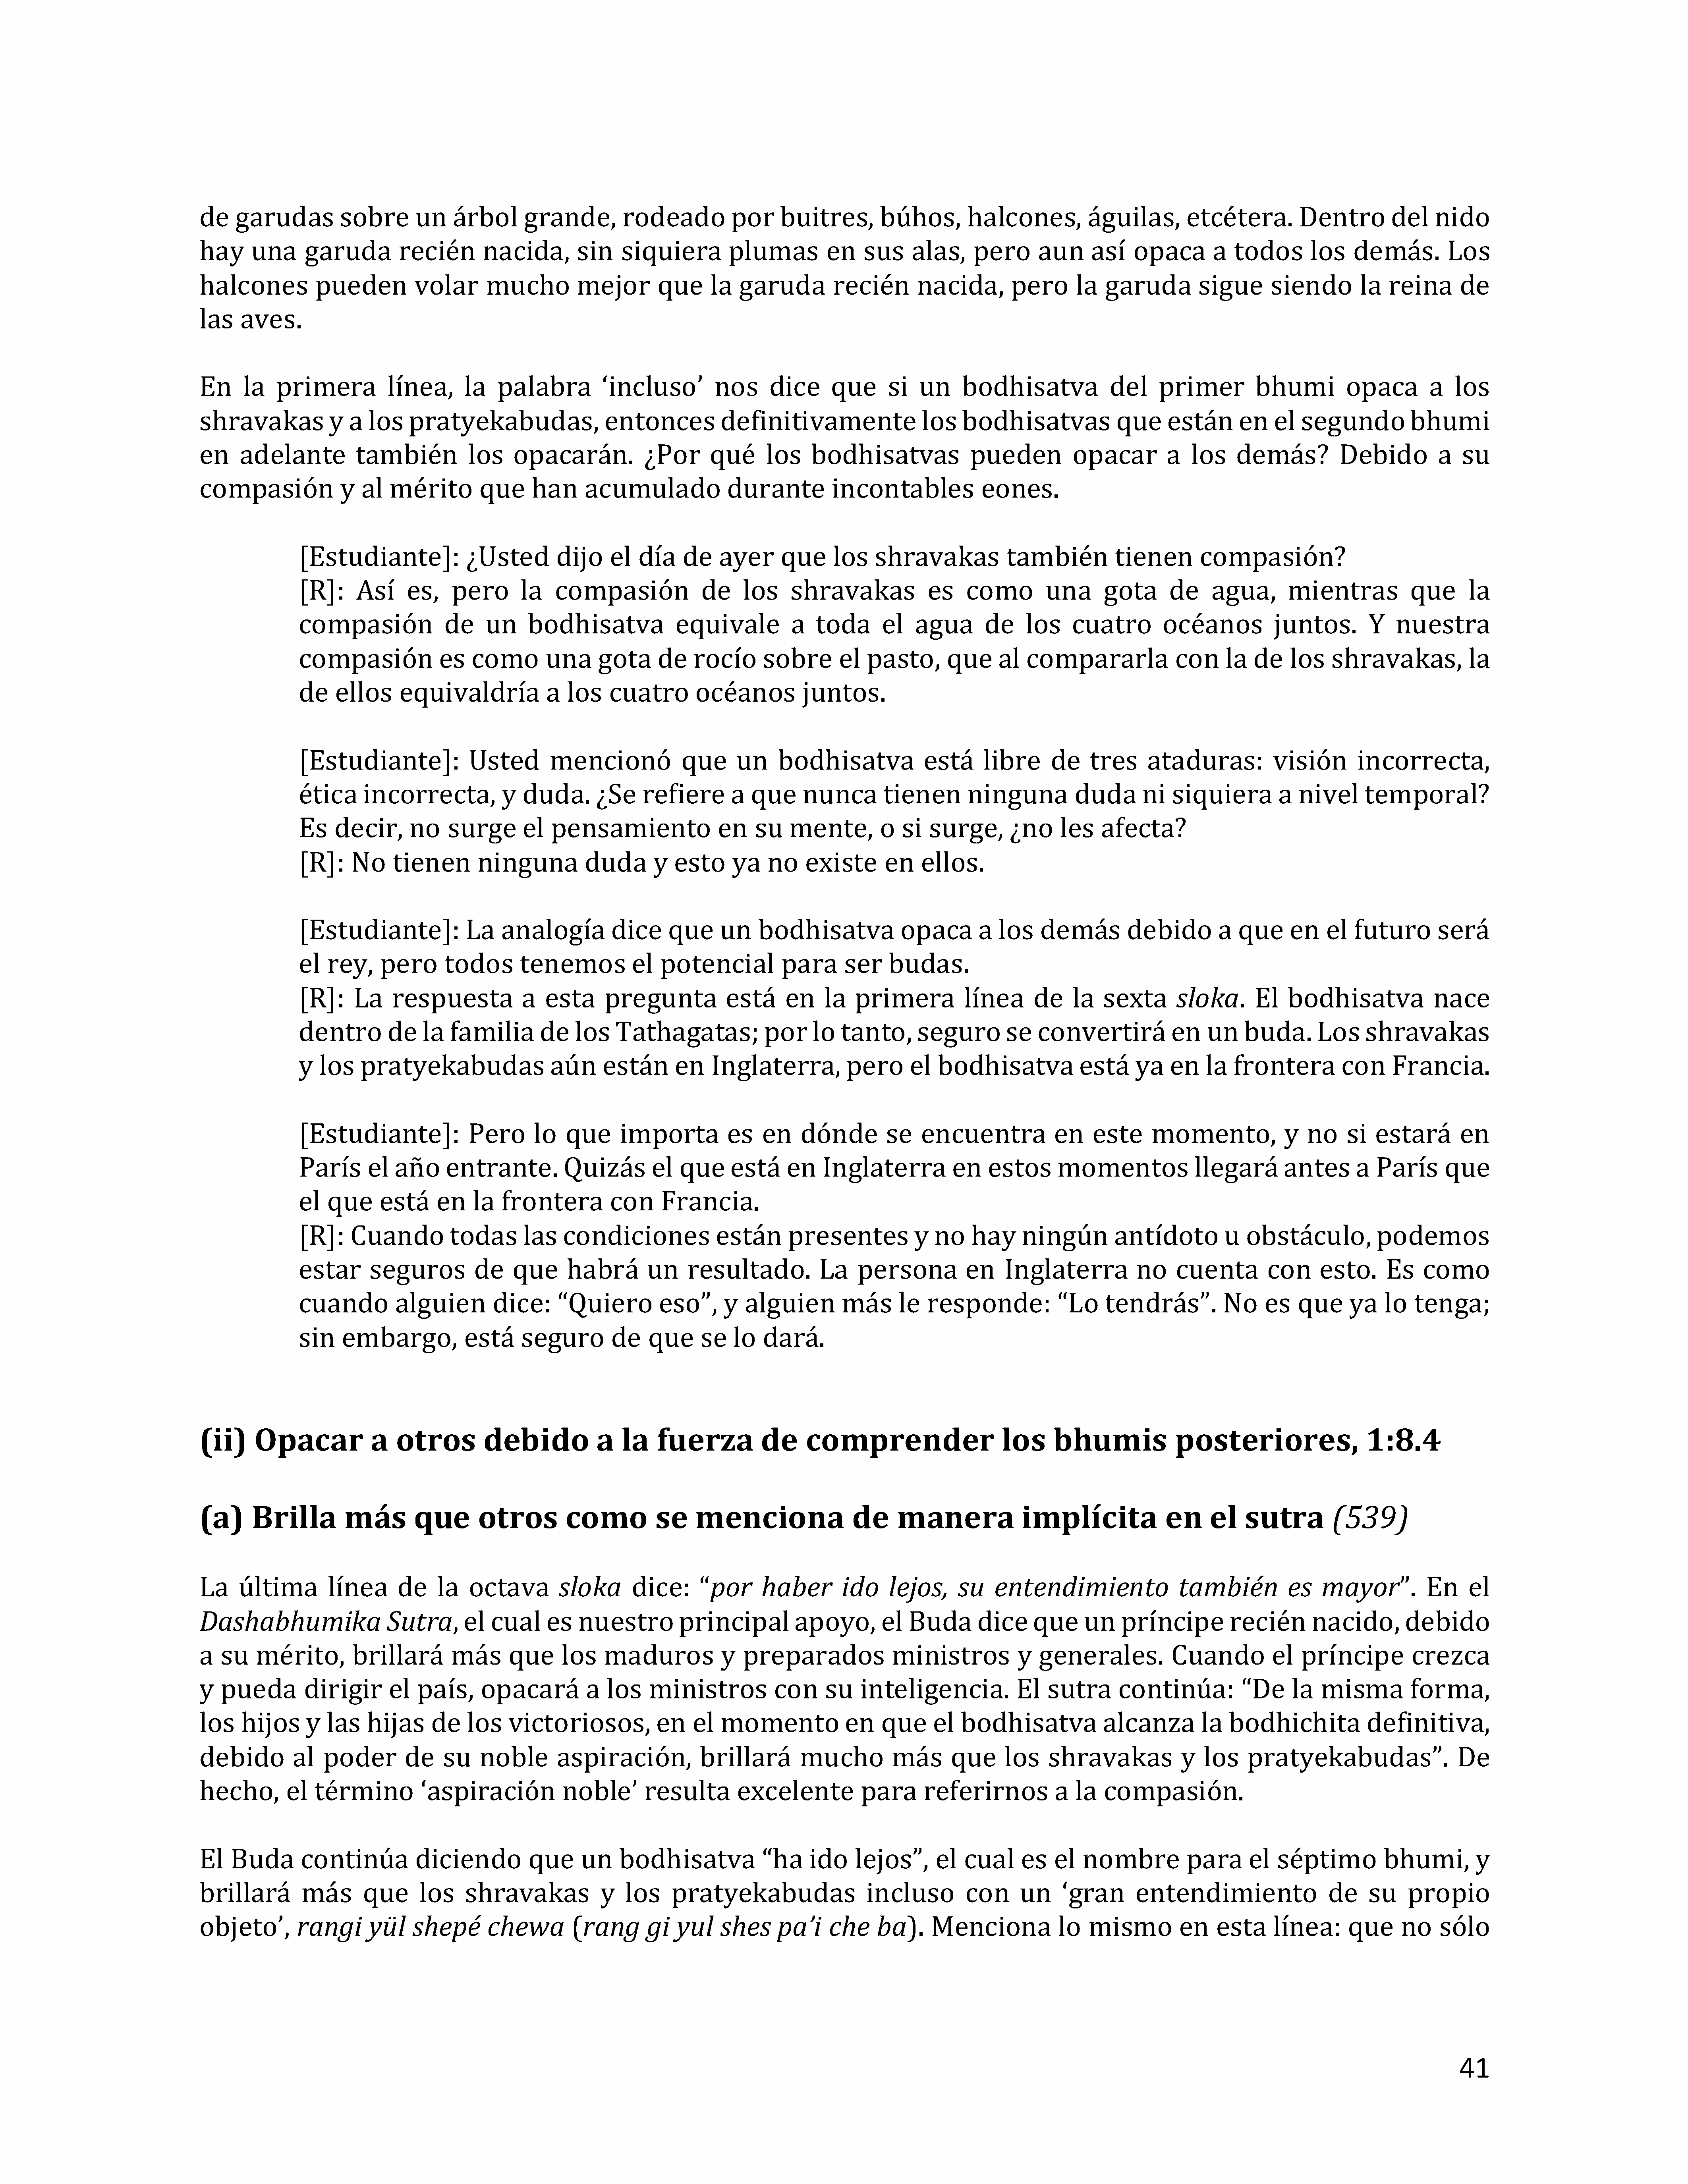 de garudas sobre un árbol grande, rodeado por buitres, búhos, halcones, águilas, etcétera. Dentro del nido
hay una garuda recién nacida, sin siquiera plumas en sus alas, pero aun así opaca a todos los demás. Los
halcones pueden volar mucho mejor que la garuda recién nacida, pero la garuda sigue siendo la reina de
las aves.
En la primera línea, la palabra ‘incluso’ nos dice que si un bodhisatva del primer bhumi opaca a los
shravakas y a los pratyekabudas, entonces definitivamente los bodhisatvas que están en el segundo bhumi
en adelante también los opacarán. ¿Por qué los bodhisatvas pueden opacar a los demás? Debido a su
compasión y al mérito que han acumulado durante incontables eones.
[Estudiante]: ¿Usted dijo el día de ayer que los shravakas también tienen compasión?
[R]: Así es, pero la compasión de los shravakas es como una gota de agua, mientras que la
compasión de un bodhisatva equivale a toda el agua de los cuatro océanos juntos. Y nuestra
compasión es como una gota de rocío sobre el pasto, que al compararla con la de los shravakas, la
de ellos equivaldría a los cuatro océanos juntos.
[Estudiante]: Usted mencionó que un bodhisatva está libre de tres ataduras: visión incorrecta,
ética incorrecta, y duda. ¿Se refiere a que nunca tienen ninguna duda ni siquiera a nivel temporal?
Es decir, no surge el pensamiento en su mente, o si surge, ¿no les afecta?
[R]: No tienen ninguna duda y esto ya no existe en ellos.
[Estudiante]: La analogía dice que un bodhisatva opaca a los demás debido a que en el futuro será
el rey, pero todos tenemos el potencial para ser budas.
[R]: La respuesta a esta pregunta está en la primera línea de la sexta sloka. El bodhisatva nace
dentro de la familia de los Tathagatas; por lo tanto, seguro se convertirá en un buda. Los shravakas
y los pratyekabudas aún están en Inglaterra, pero el bodhisatva está ya en la frontera con Francia.
[Estudiante]: Pero lo que importa es en dónde se encuentra en este momento, y no si estará en
París el año entrante. Quizás el que está en Inglaterra en estos momentos llegará antes a París que
el que está en la frontera con Francia.
[R]: Cuando todas las condiciones están presentes y no hay ningún antídoto u obstáculo, podemos
estar seguros de que habrá un resultado. La persona en Inglaterra no cuenta con esto. Es como
cuando alguien dice: “Quiero eso”, y alguien más le responde: “Lo tendrás”. No es que ya lo tenga;
sin embargo, está seguro de que se lo dará.
(ii) Opacar a otros debido a la fuerza de comprender los bhumis posteriores, 1:8.4
(a) Brilla más que otros como se menciona de manera implícita en el sutra (539)
La última línea de la octava sloka dice: “por haber ido lejos, su entendimiento también es mayor”. En el
Dashabhumika Sutra, el cual es nuestro principal apoyo, el Buda dice que un príncipe recién nacido, debido
a su mérito, brillará más que los maduros y preparados ministros y generales. Cuando el príncipe crezca
y pueda dirigir el país, opacará a los ministros con su inteligencia. El sutra continúa: “De la misma forma,
los hijos y las hijas de los victoriosos, en el momento en que el bodhisatva alcanza la bodhichita definitiva,
debido al poder de su noble aspiración, brillará mucho más que los shravakas y los pratyekabudas”. De
hecho, el término ‘aspiración noble’ resulta excelente para referirnos a la compasión.
El Buda continúa diciendo que un bodhisatva “ha ido lejos”, el cual es el nombre para el séptimo bhumi, y
brillará más que los shravakas y los pratyekabudas incluso con un ‘gran entendimiento de su propio
objeto’, rangi yül shepé chewa (rang gi yul shes pa’i che ba). Menciona lo mismo en esta línea: que no sólo
41